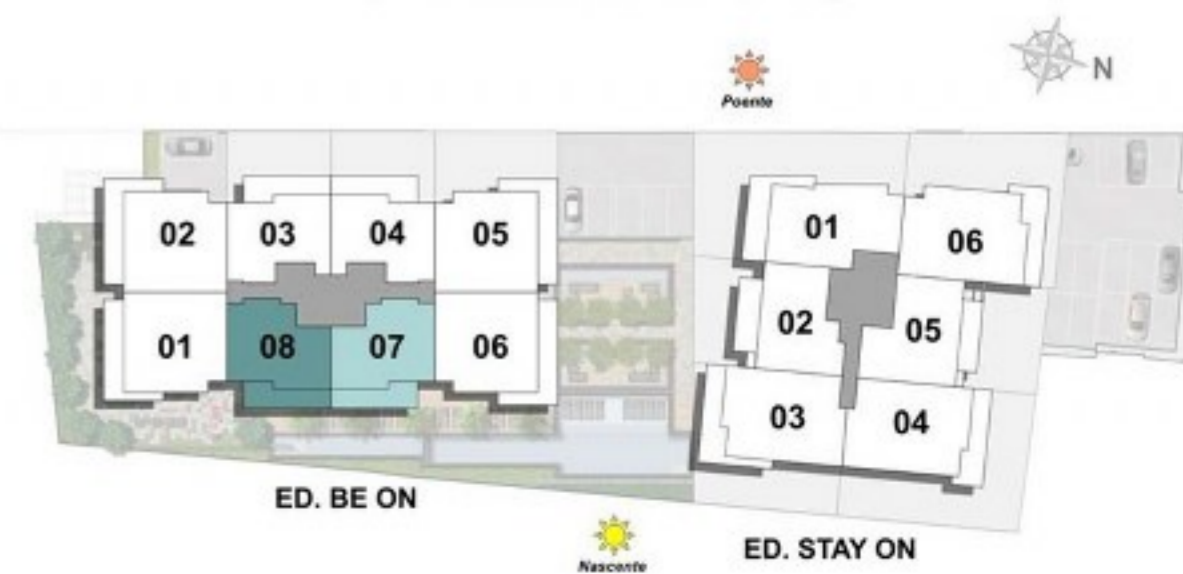 N
Poente
02 03 04 05
01 08 07 06
01 06
02 05
03 04
ED. BE ON
ED. STAY ON
Nascente